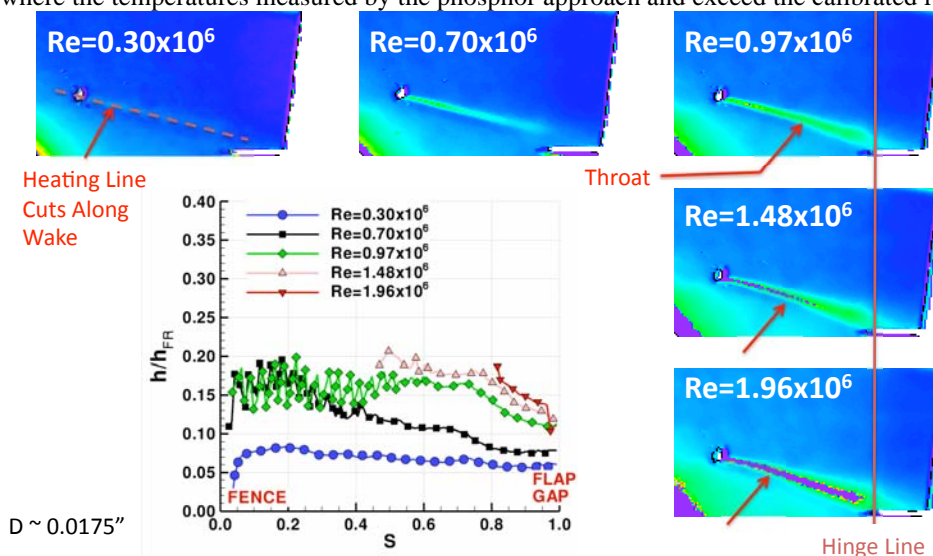 where the temperatures measured by the phosphor approach and exceed the calibrated
Re=0.30x10⁶
Re=0.70x10⁶
Re=0.97x10⁶
Heating Line
Cuts Along
Wake
Throat
Re=1.48x10⁶
Re=1.96x10⁶
0.40
0.35
0.30
0.25
0.20
0.15
0.10
0.05
0.00
h/hFR
Re=0.30x10⁶
Re=0.70x10⁶
Re=0.97x10⁶
Re=1.48x10⁶
Re=1.96x10⁶
FENCE
FLAP
GAP
0.0 0.2 0.4 0.6 0.8 1.0
S
D ~ 0.0175”
Hinge Line